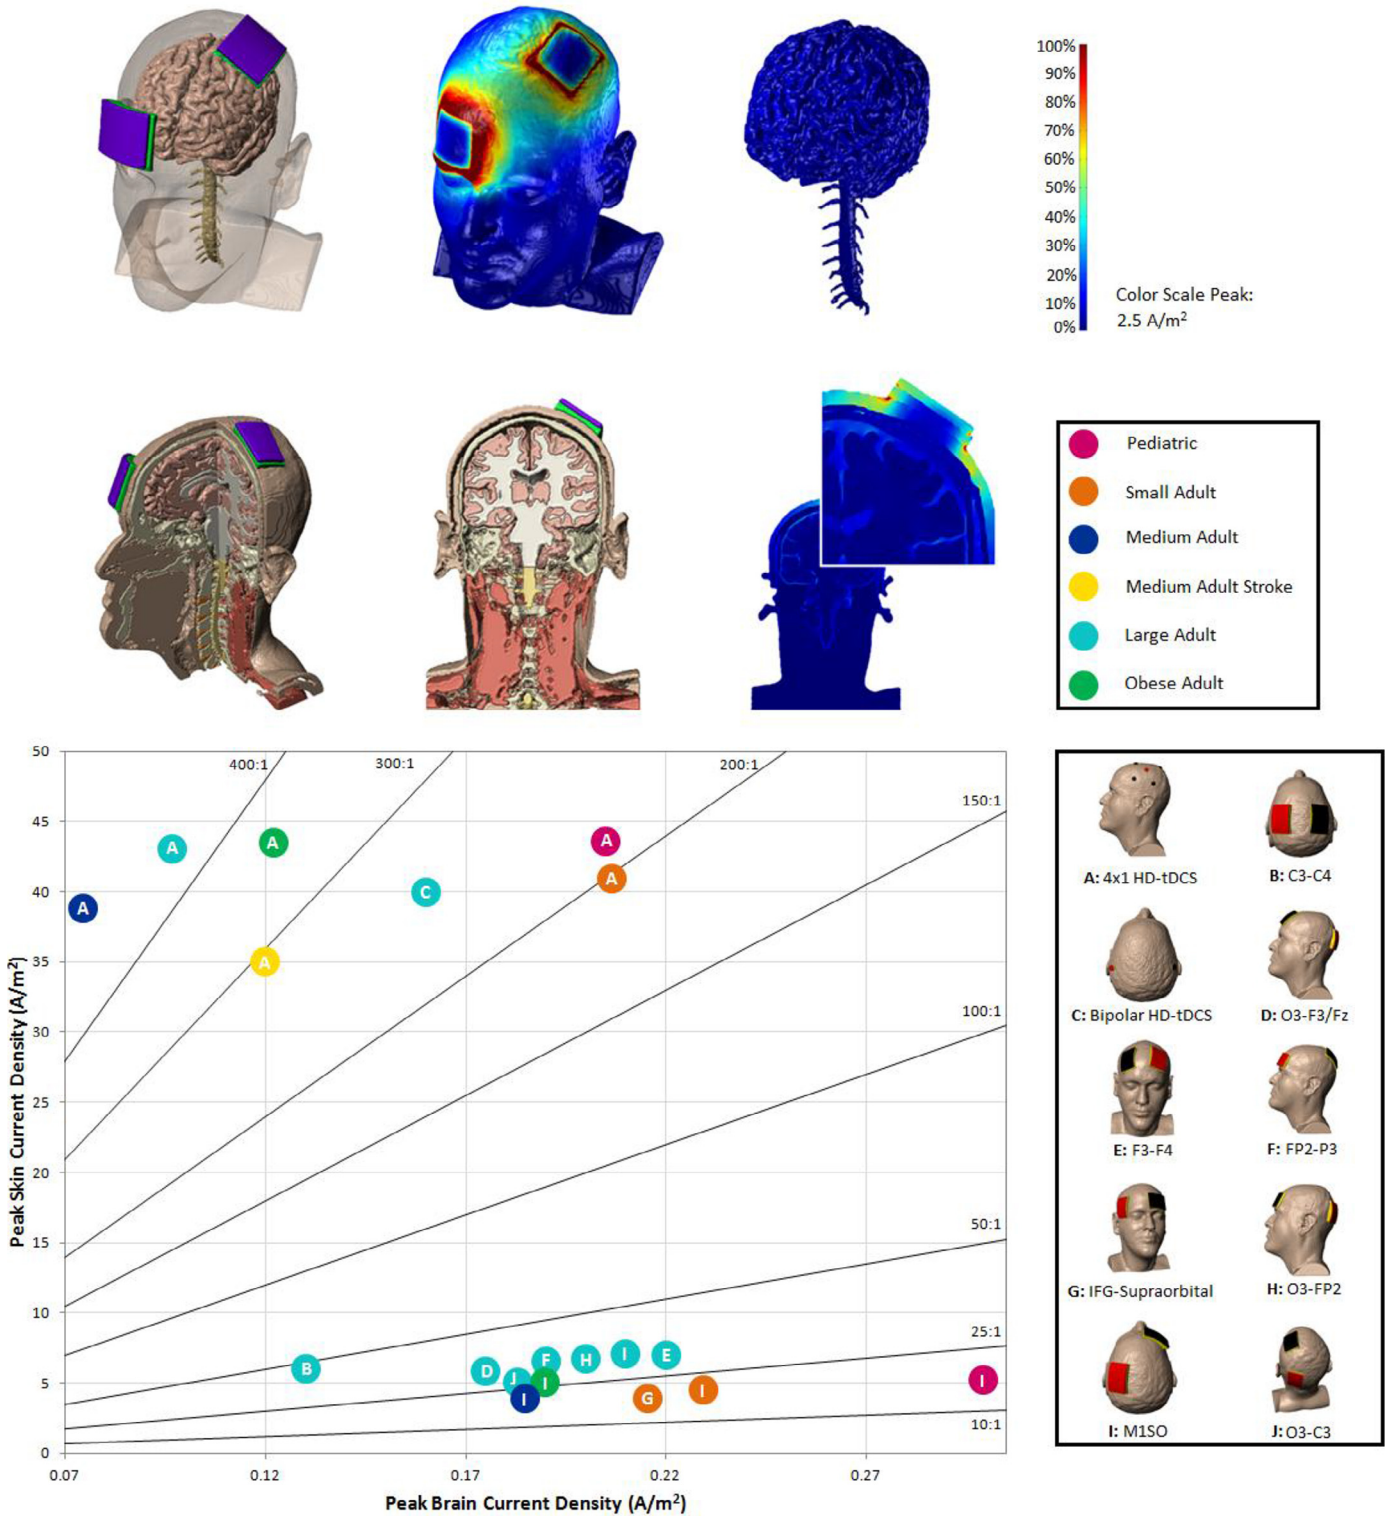 100%
90%
80%
70%
60%
50%
40%
30%
20%
10%
0%
Color Scale Peak:
2.5 A/m²
Pediatric
Small Adult
Medium Adult
Medium Adult Stroke
Large Adult
Obese Adult
Peak Skin Current Density (A/m²)
50
45
40
35
30
25
20
15
10
5
0
400:1
300:1
200:1
150:1
100:1
50:1
25:1
10:1
A
A
A
A
C
A
A
B
D
J
I
F
I
H
I
E
G
I
I
0.07
0.12
0.17
0.22
0.27
Peak Brain Current Density (A/m²)
A: 4x1 HD-tDCS
B: C3-C4
C: Bipolar HD-tDCS
D: O3-F3/Fz
E: F3-F4
F: FP2-P3
G: IFG-Supraorbital
H: O3-FP2
I: M1SO
J: O3-C3